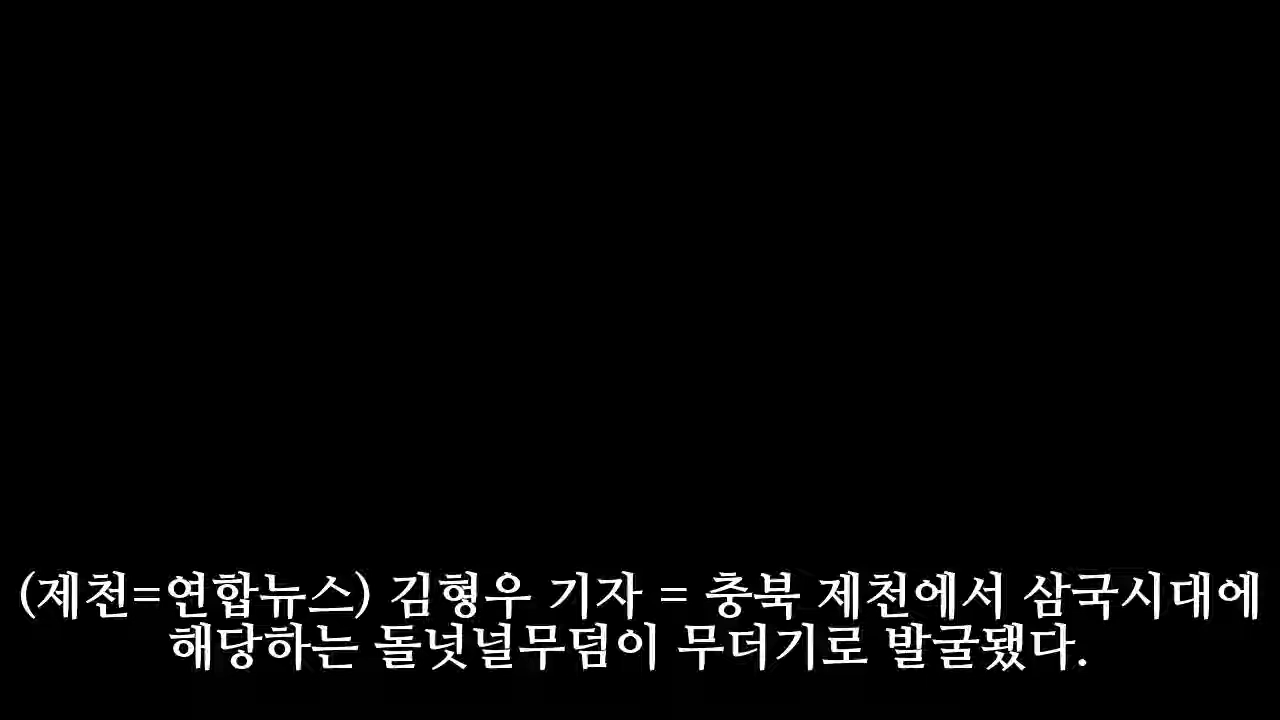 (제천=연합뉴스) 김형우 기자 = 충북 제천에서 삼국시대에
해당하는 돌넛널무덤이 무더기로 발굴됐다.